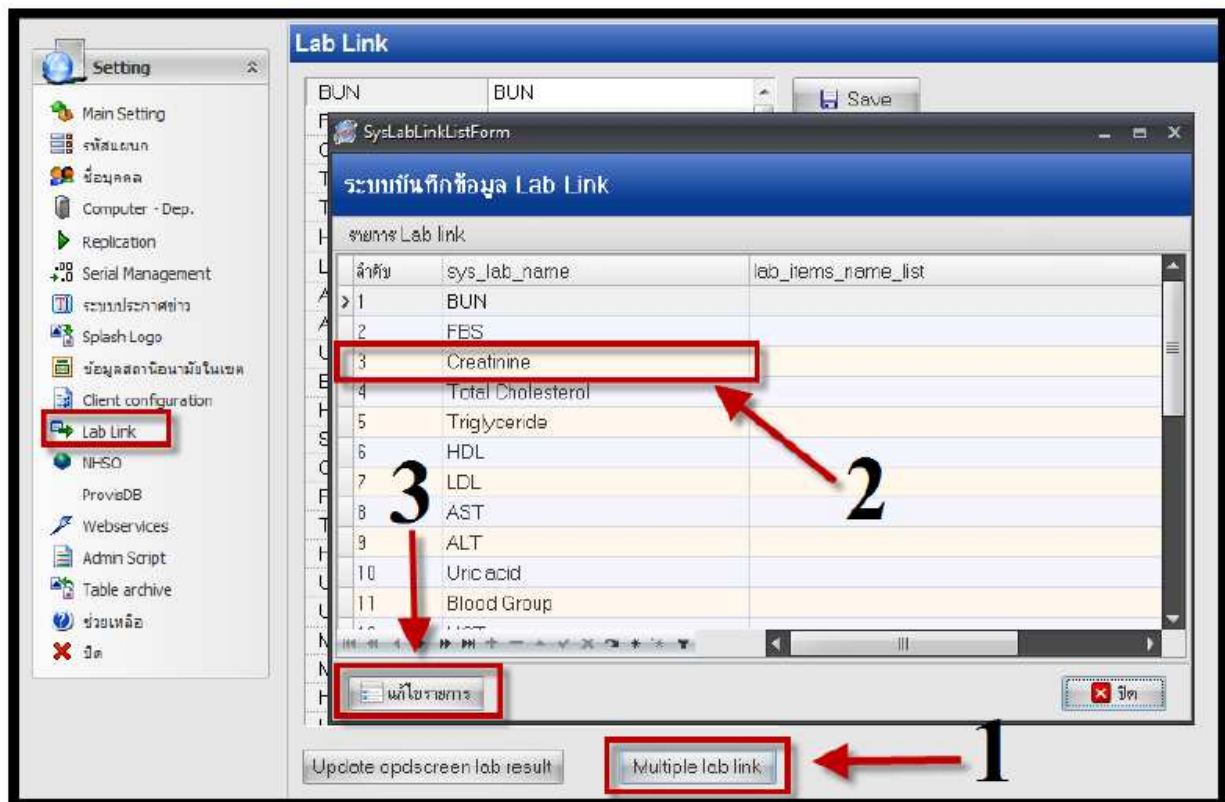 Lab Link
Setting
Main Setting
รหัสแผนก
ชื่อบุคคล
Computer - Dep.
Replication
Serial Management
ระบบประกาศข่าว
Splash Logo
ข้อมูลสถานีอนามัยในเขต
Client configuration
Lab Link
NHSO
ProvisDB
Webservices
Admin Script
Table archive
ช่วยเหลือ
ปิด
BUN BUN
Save
SysLabLinkListForm
ระบบบันทึกข้อมูล Lab Link
รายการ Lab link
ลำดับ sys_lab_name lab_items_name_list
1 BUN
2 FBS
3 Creatinine
4 Total Cholesterol
5 Triglyceride
6 HDL
7 LDL
8 AST
9 ALT
10 Uric acid
11 Blood Group
3
2
แก้ไขรายการ
ปิด
Update opdscreen lab result
Multiple lab link
1